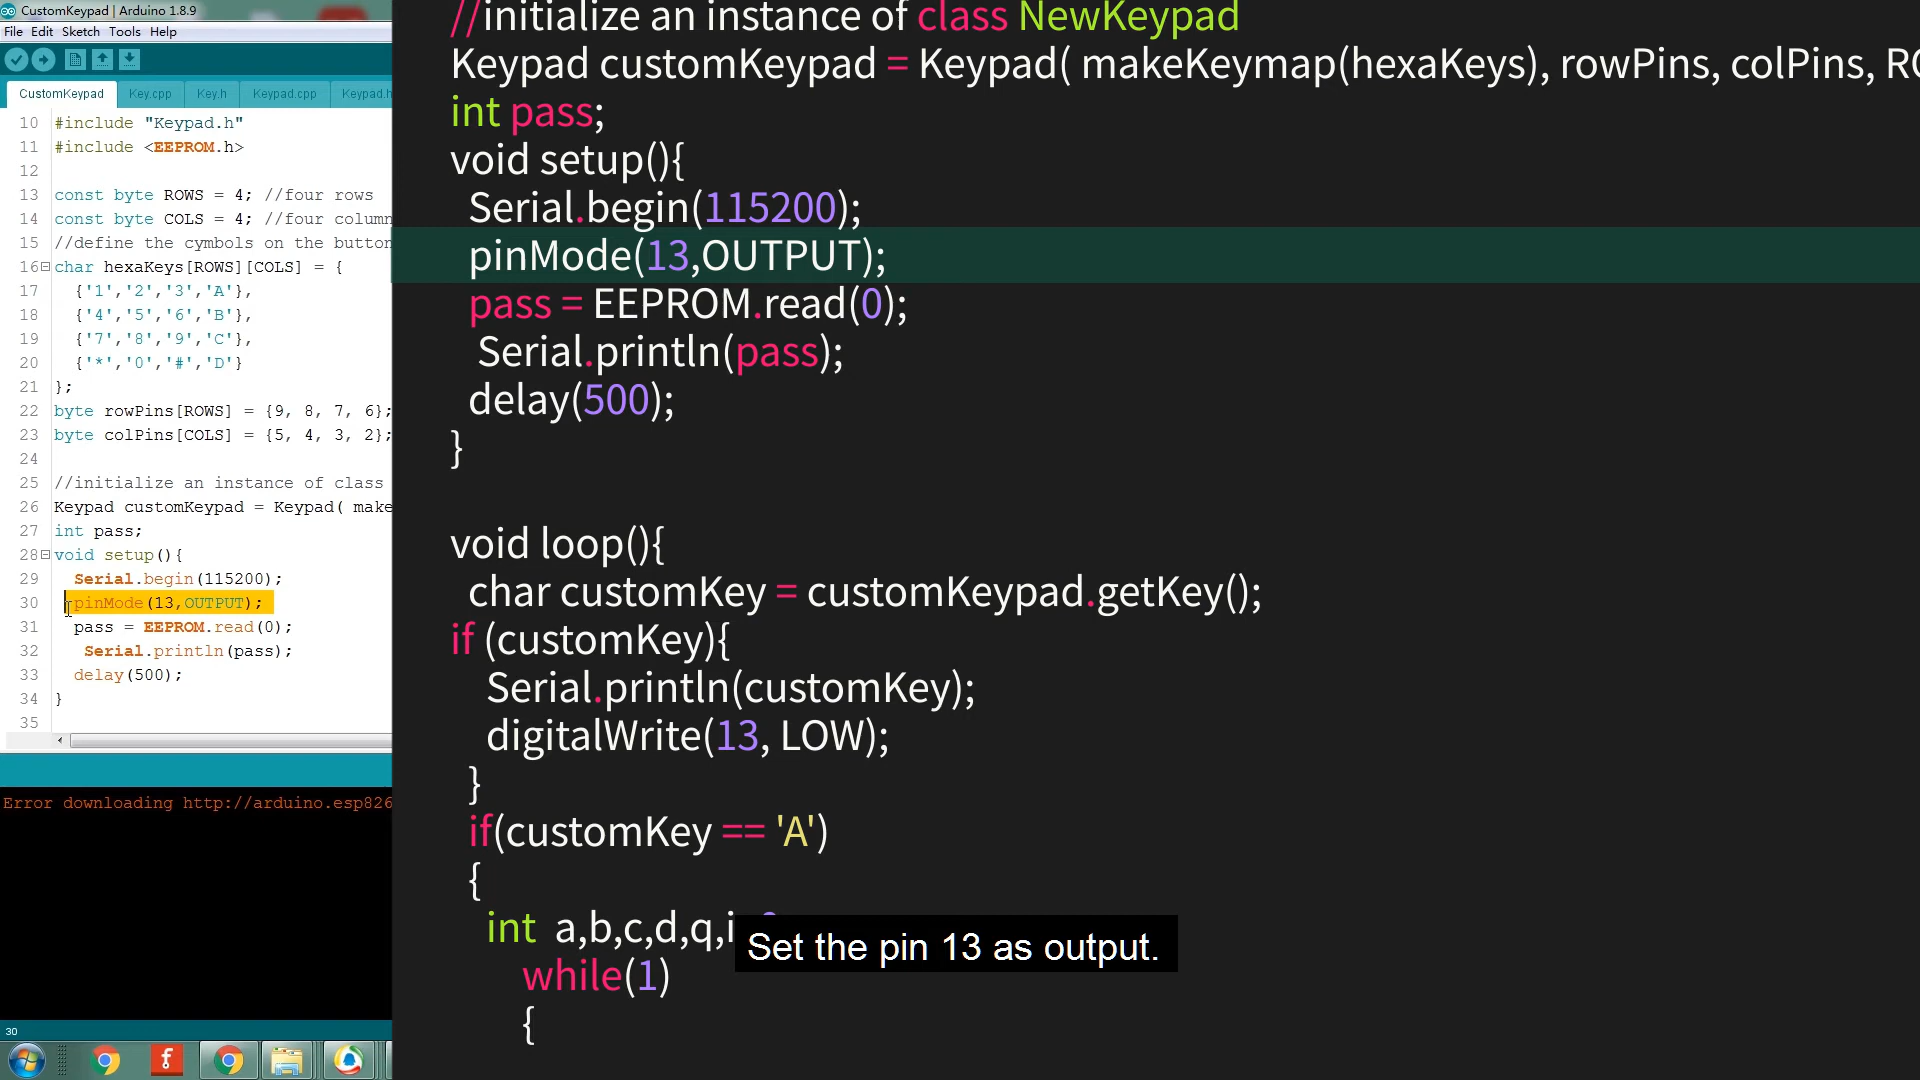 CustomKeypad | Arduino 1.8.9
File Edit Sketch Tools Help
CustomKeypad Key.cpp Key.h Keypad.cpp Keypad.h
10 #include "Keypad.h"
11 #include <EEPROM.h>
12
13 const byte ROWS = 4; //four rows
14 const byte COLS = 4; //four column
15 //define the cymbols on the button
16 char hexaKeys[ROWS][COLS] = {
17 {'1','2','3','A'},
18 {'4','5','6','B'},
19 {'7','8','9','C'},
20 {'*','0','#','D'}
21 };
22 byte rowPins[ROWS] = {9, 8, 7, 6};
23 byte colPins[COLS] = {5, 4, 3, 2};
24
25 //initialize an instance of class
26 Keypad customKeypad = Keypad( make
27 int pass;
28 void setup(){
29 Serial.begin(115200);
30 pinMode(13,OUTPUT);
31 pass = EEPROM.read(0);
32 Serial.println(pass);
33 delay(500);
34 }
35
Error downloading http://arduino.esp826
30
//initialize an instance of class NewKeypad
Keypad customKeypad = Keypad( makeKeymap(hexaKeys), rowPins, colPins, RO
int pass;
void setup(){
Serial.begin(115200);
pinMode(13,OUTPUT);
pass = EEPROM.read(0);
Serial.println(pass);
delay(500);
}
void loop(){
char customKey = customKeypad.getKey();
if (customKey){
Serial.println(customKey);
digitalWrite(13, LOW);
}
if(customKey == 'A')
{
int a,b,c,d,q,i
while(1)
{
Set the pin 13 as output.